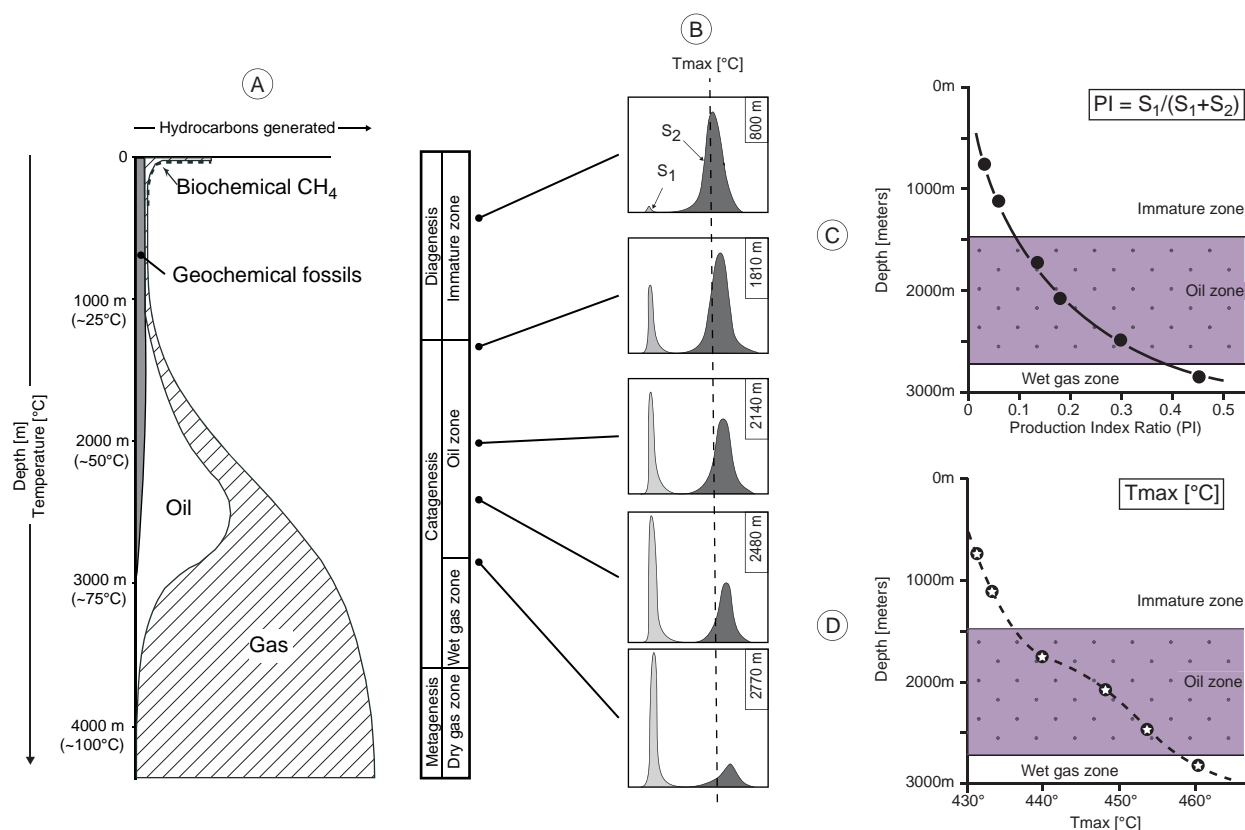 A
Hydrocarbons generated
0
Biochemical CH₄
Geochemical fossils
1000 m
(~25°C)
2000 m
(~50°C)
Oil
3000 m
(~75°C)
Gas
4000 m
(~100°C)
Depth [m]
Temperature [°C]
Diagenesis
Immature zone
Catagenesis
Oil zone
Wet gas zone
Metagenesis
Dry gas zone
B
Tmax [°C]
S₂
S₁
800 m
1810 m
2140 m
2480 m
2770 m
C
PI = S₁/(S₁+S₂)
0m
1000m
2000m
3000m
Depth [meters]
Immature zone
Oil zone
Wet gas zone
0 0.1 0.2 0.3 0.4 0.5
Production Index Ratio (PI)
D
Tmax [°C]
0m
1000m
2000m
3000m
Depth [meters]
Immature zone
Oil zone
Wet gas zone
430° 440° 450° 460°
Tmax [°C]